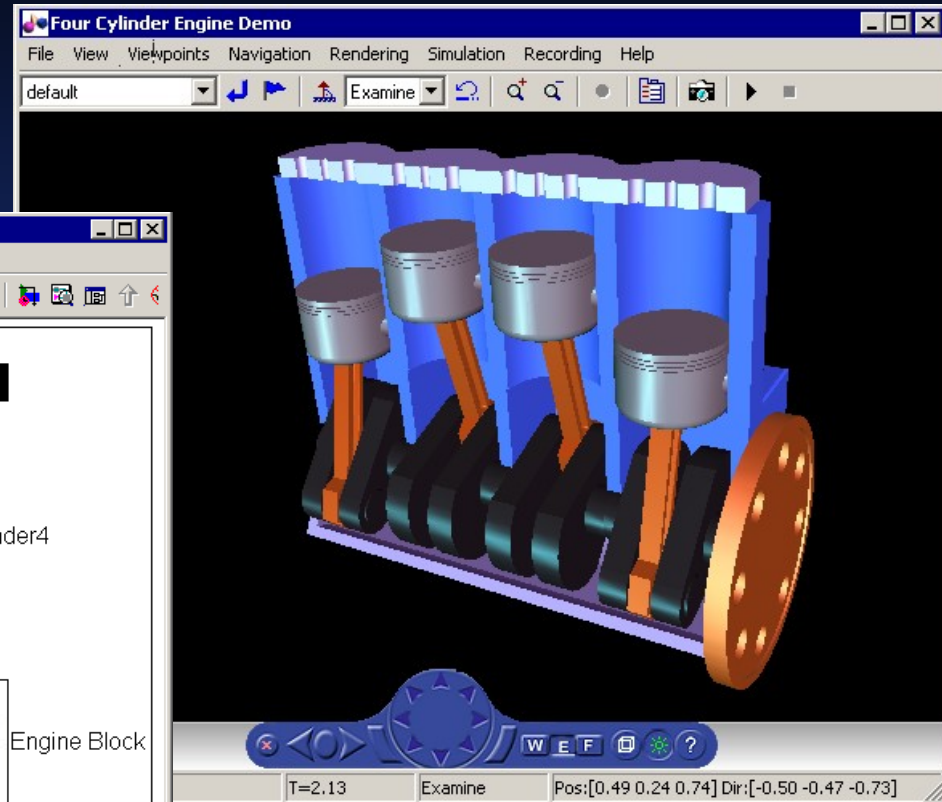 Four Cylinder Engine Demo
File View Viewpoints Navigation Rendering Simulation Recording Help
default Examine
nder4
Engine Block
W E F ?
T=2.13 Examine Pos:[0.49 0.24 0.74] Dir:[-0.50 -0.47 -0.73]